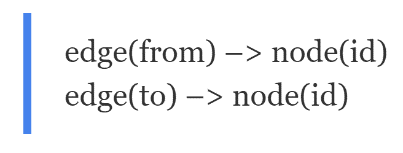 edge(from) –> node(id)
edge(to) –> node(id)